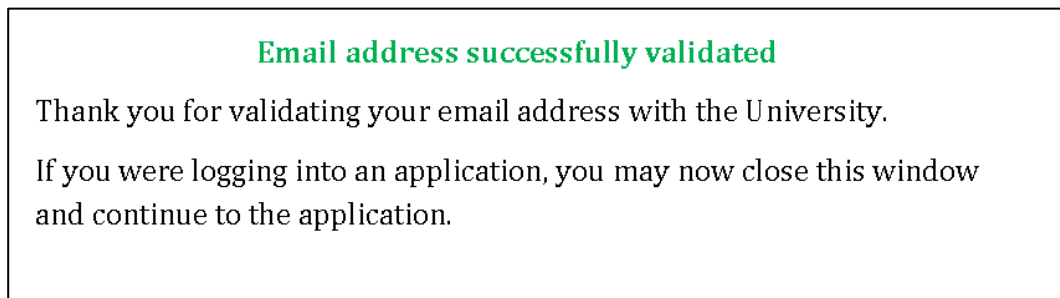 Email address successfully validated
Thank you for validating your email address with the University.
If you were logging into an application, you may now close this window
and continue to the application.